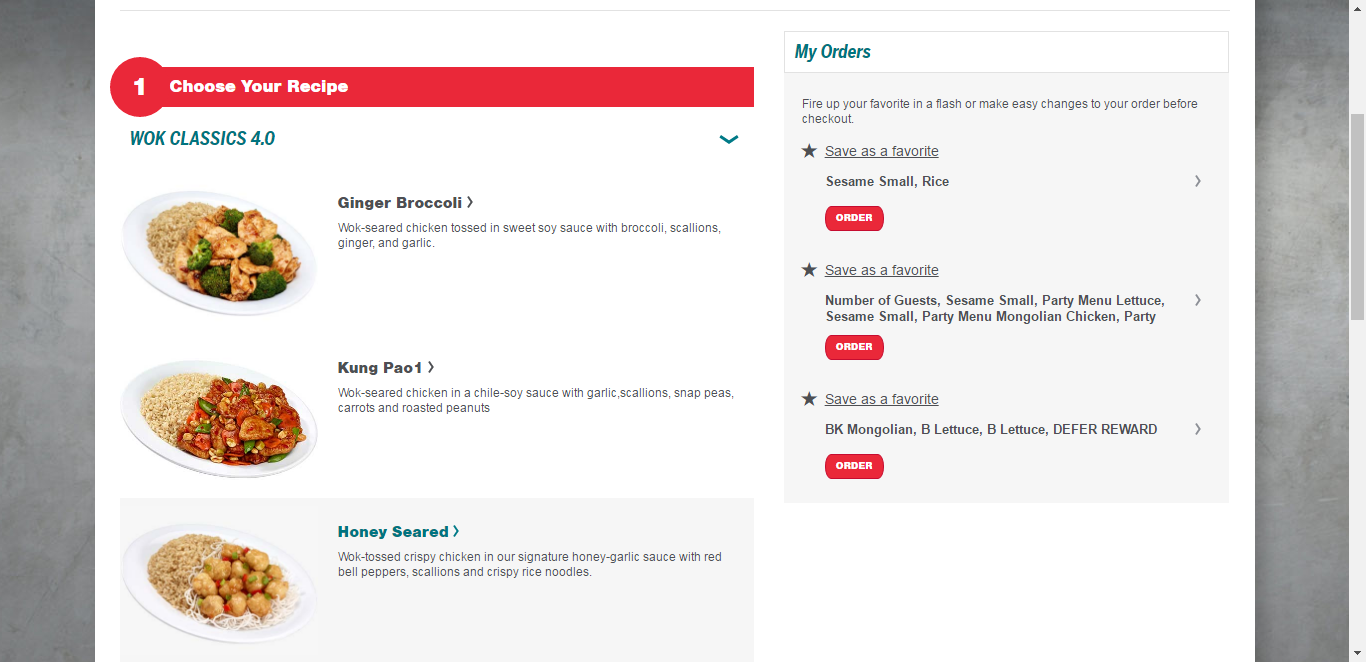 1 Choose Your Recipe
WOK CLASSICS 4.0
Ginger Broccoli
Wok-seared chicken tossed in sweet soy sauce with broccoli, scallions,
ginger, and garlic.
Kung Pao1
Wok-seared chicken in a chile-soy sauce with garlic,scallions, snap peas,
carrots and roasted peanuts
Honey Seared
Wok-tossed crispy chicken in our signature honey-garlic sauce with red
bell peppers, scallions and crispy rice noodles.
My Orders
Fire up your favorite in a flash or make easy changes to your order before
checkout.
Save as a favorite
Sesame Small, Rice
ORDER
Save as a favorite
Number of Guests, Sesame Small, Party Menu Lettuce,
Sesame Small, Party Menu Mongolian Chicken, Party
ORDER
Save as a favorite
BK Mongolian, B Lettuce, B Lettuce, DEFER REWARD
ORDER